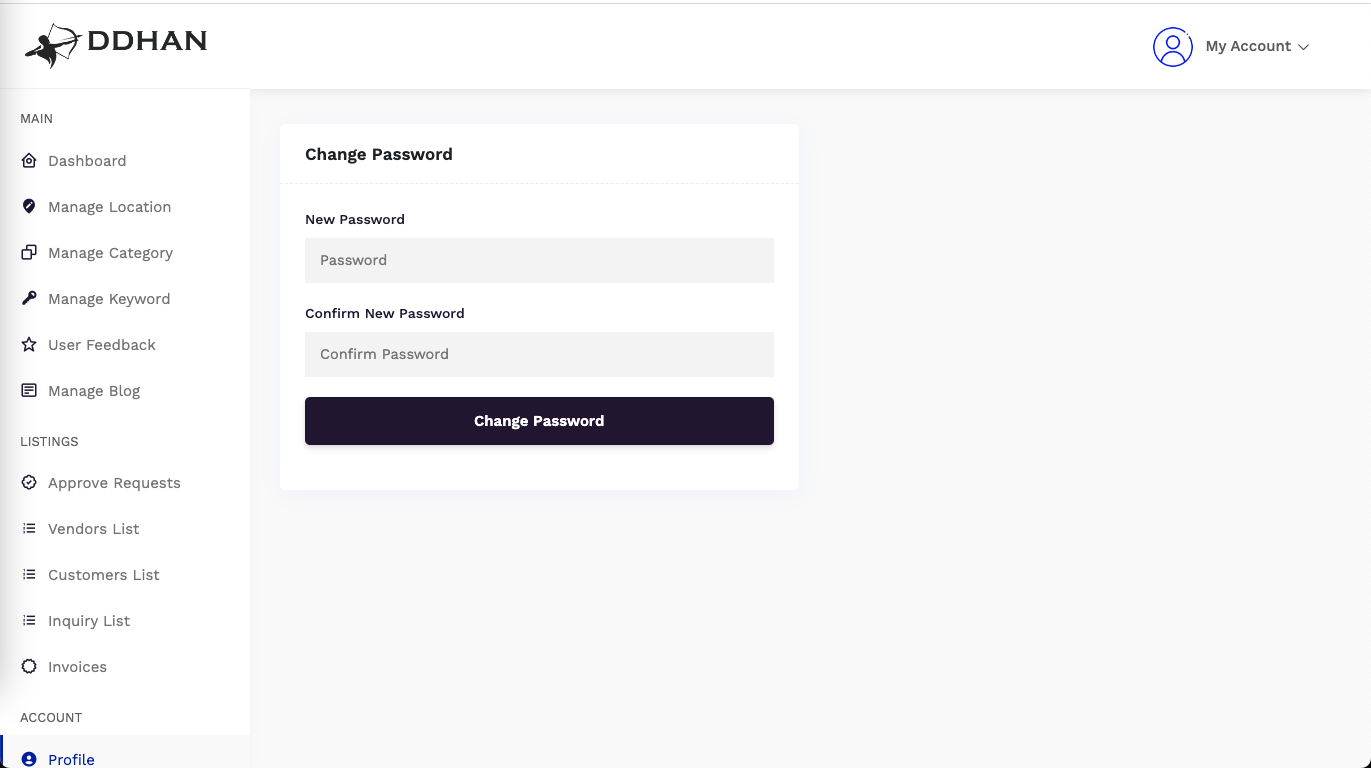 DDHAN
My Account
MAIN
Dashboard
Manage Location
Manage Category
Manage Keyword
User Feedback
Manage Blog
LISTINGS
Approve Requests
Vendors List
Customers List
Inquiry List
Invoices
ACCOUNT
Profile
Change Password
New Password
Password
Confirm New Password
Confirm Password
Change Password